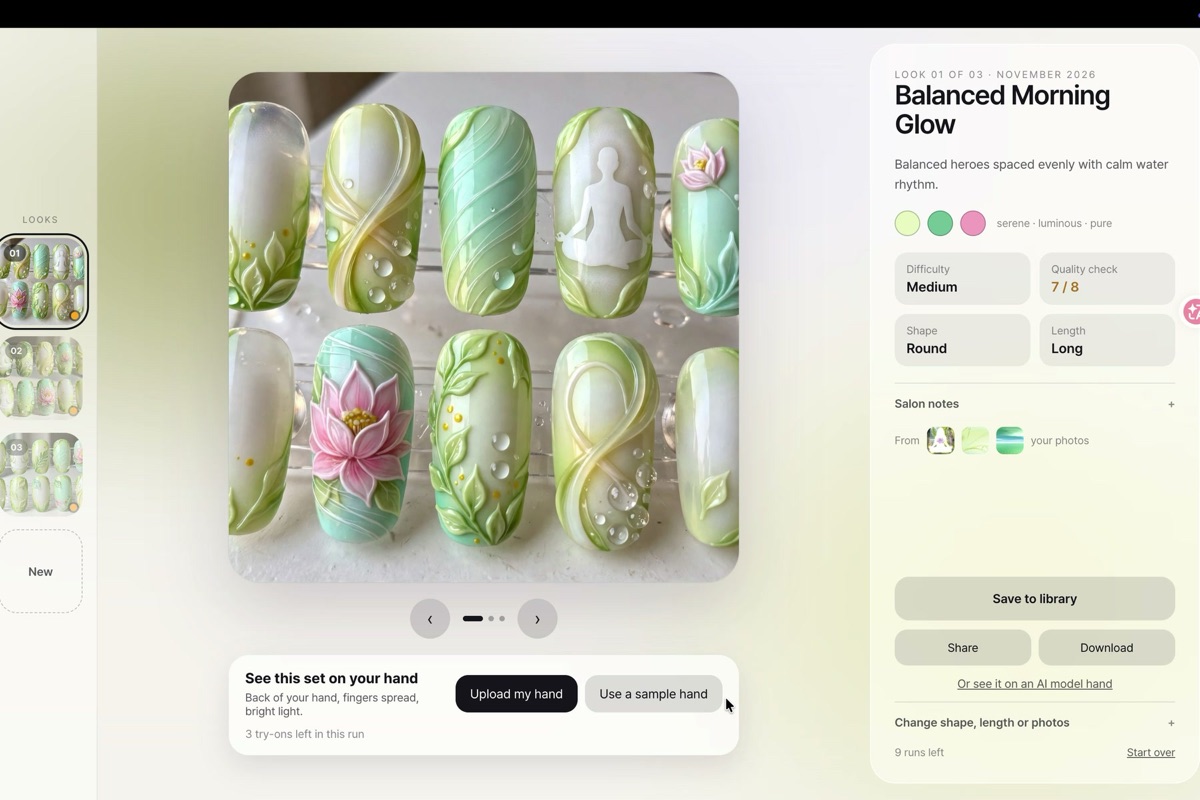 LOOKS
01
02
03
New
‹
›
See this set on your hand
Back of your hand, fingers spread,
bright light.
3 try-ons left in this run
Upload my hand
Use a sample hand
LOOK 01 OF 03 · NOVEMBER 2026
Balanced Morning
Glow
Balanced heroes spaced evenly with calm water
rhythm.
serene · luminous · pure
Difficulty
Medium
Quality check
7 / 8
Shape
Round
Length
Long
Salon notes +
From your photos
Save to library
Share
Download
Or see it on an AI model hand
Change shape, length or photos +
9 runs left
Start over